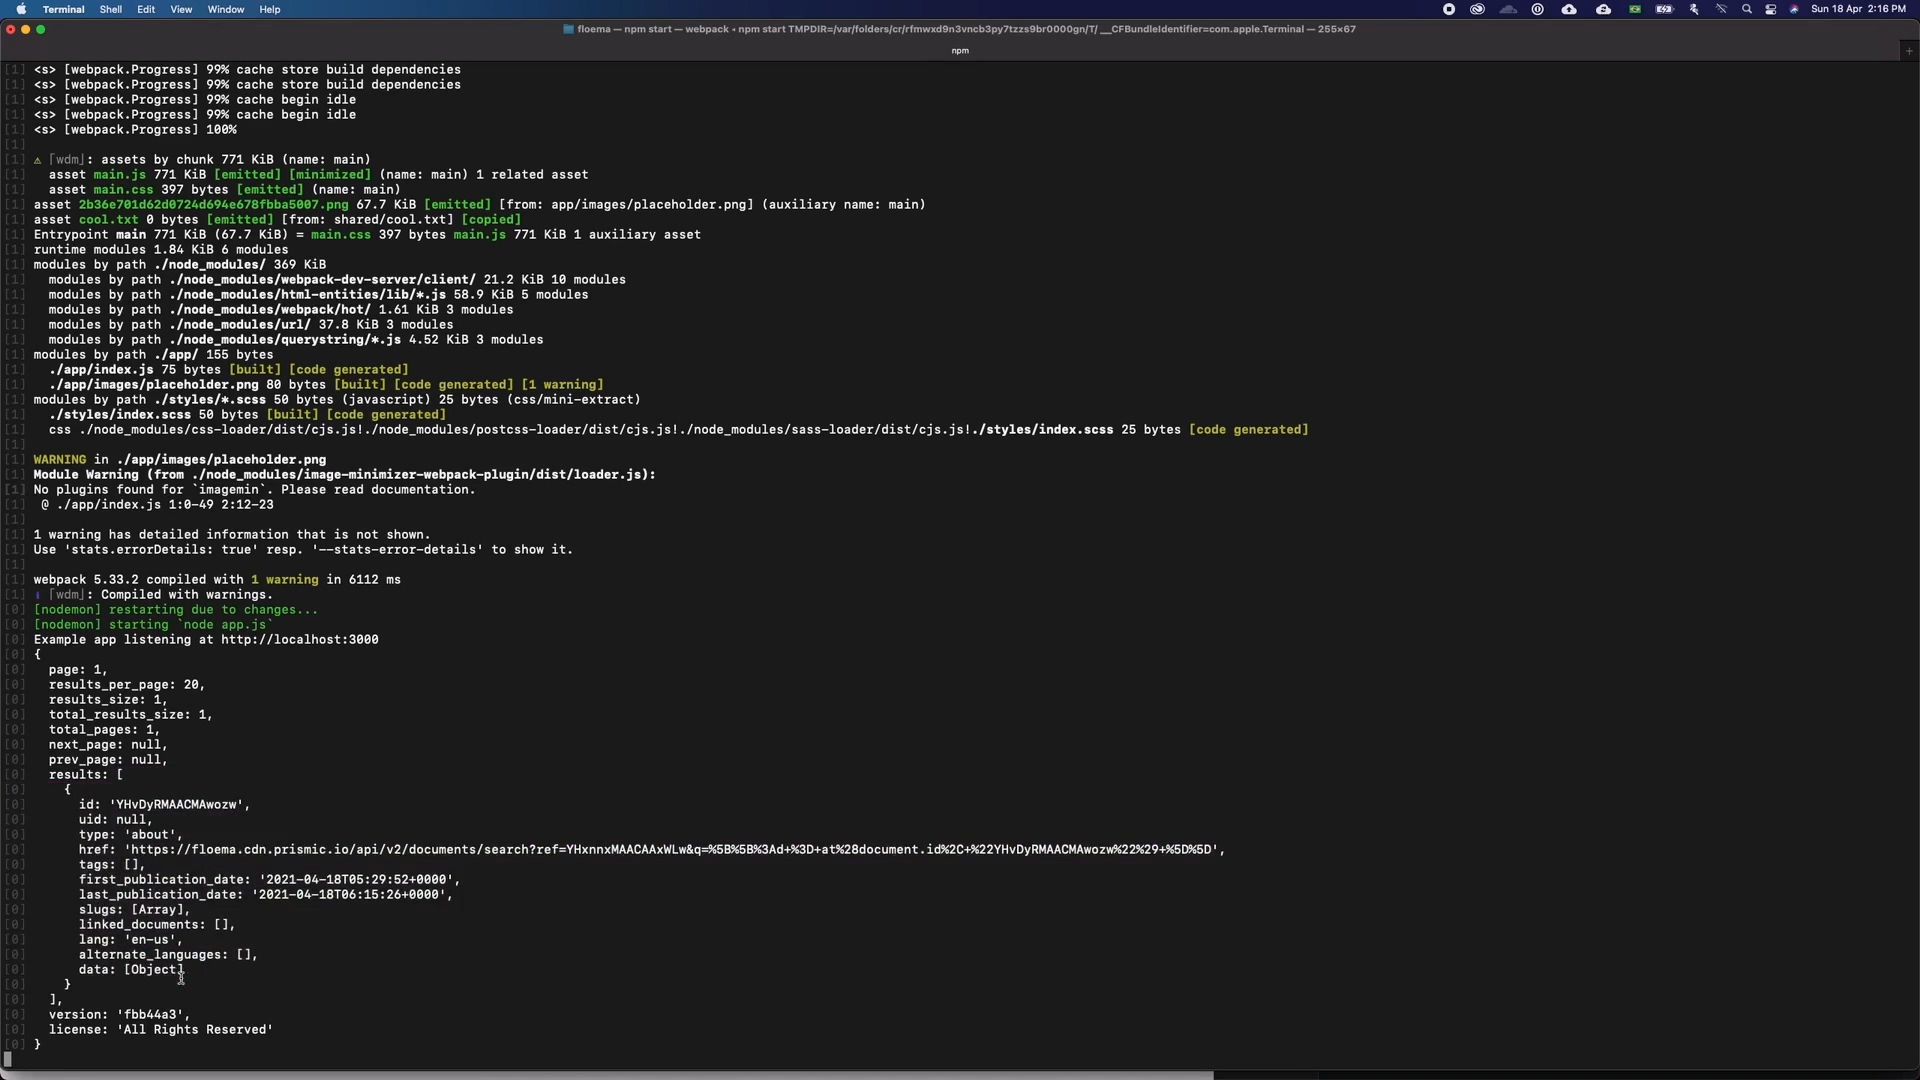 Terminal Shell Edit View Window Help Sun 18 Apr 2:16 PM
floema — npm start — webpack • npm start TMPDIR=/var/folders/cr/rfmwxd9n3vncb3py7tzzs9br0000gn/T/ __CFBundleIdentifier=com.apple.Terminal — 255×67
npm
[1] <s> [webpack.Progress] 99% cache store build dependencies
[1] <s> [webpack.Progress] 99% cache store build dependencies
[1] <s> [webpack.Progress] 99% cache begin idle
[1] <s> [webpack.Progress] 99% cache begin idle
[1] <s> [webpack.Progress] 100%
[1]
[1] ⚠ ⌈wdm⌋: assets by chunk 771 KiB (name: main)
[1]   asset main.js 771 KiB [emitted] [minimized] (name: main) 1 related asset
[1]   asset main.css 397 bytes [emitted] (name: main)
[1] asset 2b36e701d62d0724d694e678fbba5007.png 67.7 KiB [emitted] [from: app/images/placeholder.png] (auxiliary name: main)
[1] asset cool.txt 0 bytes [emitted] [from: shared/cool.txt] [copied]
[1] Entrypoint main 771 KiB (67.7 KiB) = main.css 397 bytes main.js 771 KiB 1 auxiliary asset
[1] runtime modules 1.84 KiB 6 modules
[1] modules by path ./node_modules/ 369 KiB
[1]   modules by path ./node_modules/webpack-dev-server/client/ 21.2 KiB 10 modules
[1]   modules by path ./node_modules/html-entities/lib/*.js 58.9 KiB 5 modules
[1]   modules by path ./node_modules/webpack/hot/ 1.61 KiB 3 modules
[1]   modules by path ./node_modules/url/ 37.8 KiB 3 modules
[1]   modules by path ./node_modules/querystring/*.js 4.52 KiB 3 modules
[1] modules by path ./app/ 155 bytes
[1]   ./app/index.js 75 bytes [built] [code generated]
[1]   ./app/images/placeholder.png 80 bytes [built] [code generated] [1 warning]
[1] modules by path ./styles/*.scss 50 bytes (javascript) 25 bytes (css/mini-extract)
[1]   ./styles/index.scss 50 bytes [built] [code generated]
[1]   css ./node_modules/css-loader/dist/cjs.js!./node_modules/postcss-loader/dist/cjs.js!./node_modules/sass-loader/dist/cjs.js!./styles/index.scss 25 bytes [code generated]
[1]
[1] WARNING in ./app/images/placeholder.png
[1] Module Warning (from ./node_modules/image-minimizer-webpack-plugin/dist/loader.js):
[1] No plugins found for `imagemin`. Please read documentation.
[1]  @ ./app/index.js 1:0-49 2:12-23
[1]
[1] 1 warning has detailed information that is not shown.
[1] Use 'stats.errorDetails: true' resp. '--stats-error-details' to show it.
[1]
[1] webpack 5.33.2 compiled with 1 warning in 6112 ms
[1] ℹ ⌈wdm⌋: Compiled with warnings.
[0] [nodemon] restarting due to changes...
[0] [nodemon] starting `node app.js`
[0] Example app listening at http://localhost:3000
[0] {
[0]   page: 1,
[0]   results_per_page: 20,
[0]   results_size: 1,
[0]   total_results_size: 1,
[0]   total_pages: 1,
[0]   next_page: null,
[0]   prev_page: null,
[0]   results: [
[0]     {
[0]       id: 'YHvDyRMAACMAwozw',
[0]       uid: null,
[0]       type: 'about',
[0]       href: 'https://floema.cdn.prismic.io/api/v2/documents/search?ref=YHxnnxMAACAAxWLw&q=%5B%5B%3Ad+%3D+at%28document.id%2C+%22YHvDyRMAACMAwozw%22%29+%5D%5D',
[0]       tags: [],
[0]       first_publication_date: '2021-04-18T05:29:52+0000',
[0]       last_publication_date: '2021-04-18T06:15:26+0000',
[0]       slugs: [Array],
[0]       linked_documents: [],
[0]       lang: 'en-us',
[0]       alternate_languages: [],
[0]       data: [Object]
[0]     }
[0]   ],
[0]   version: 'fbb44a3',
[0]   license: 'All Rights Reserved'
[0] }